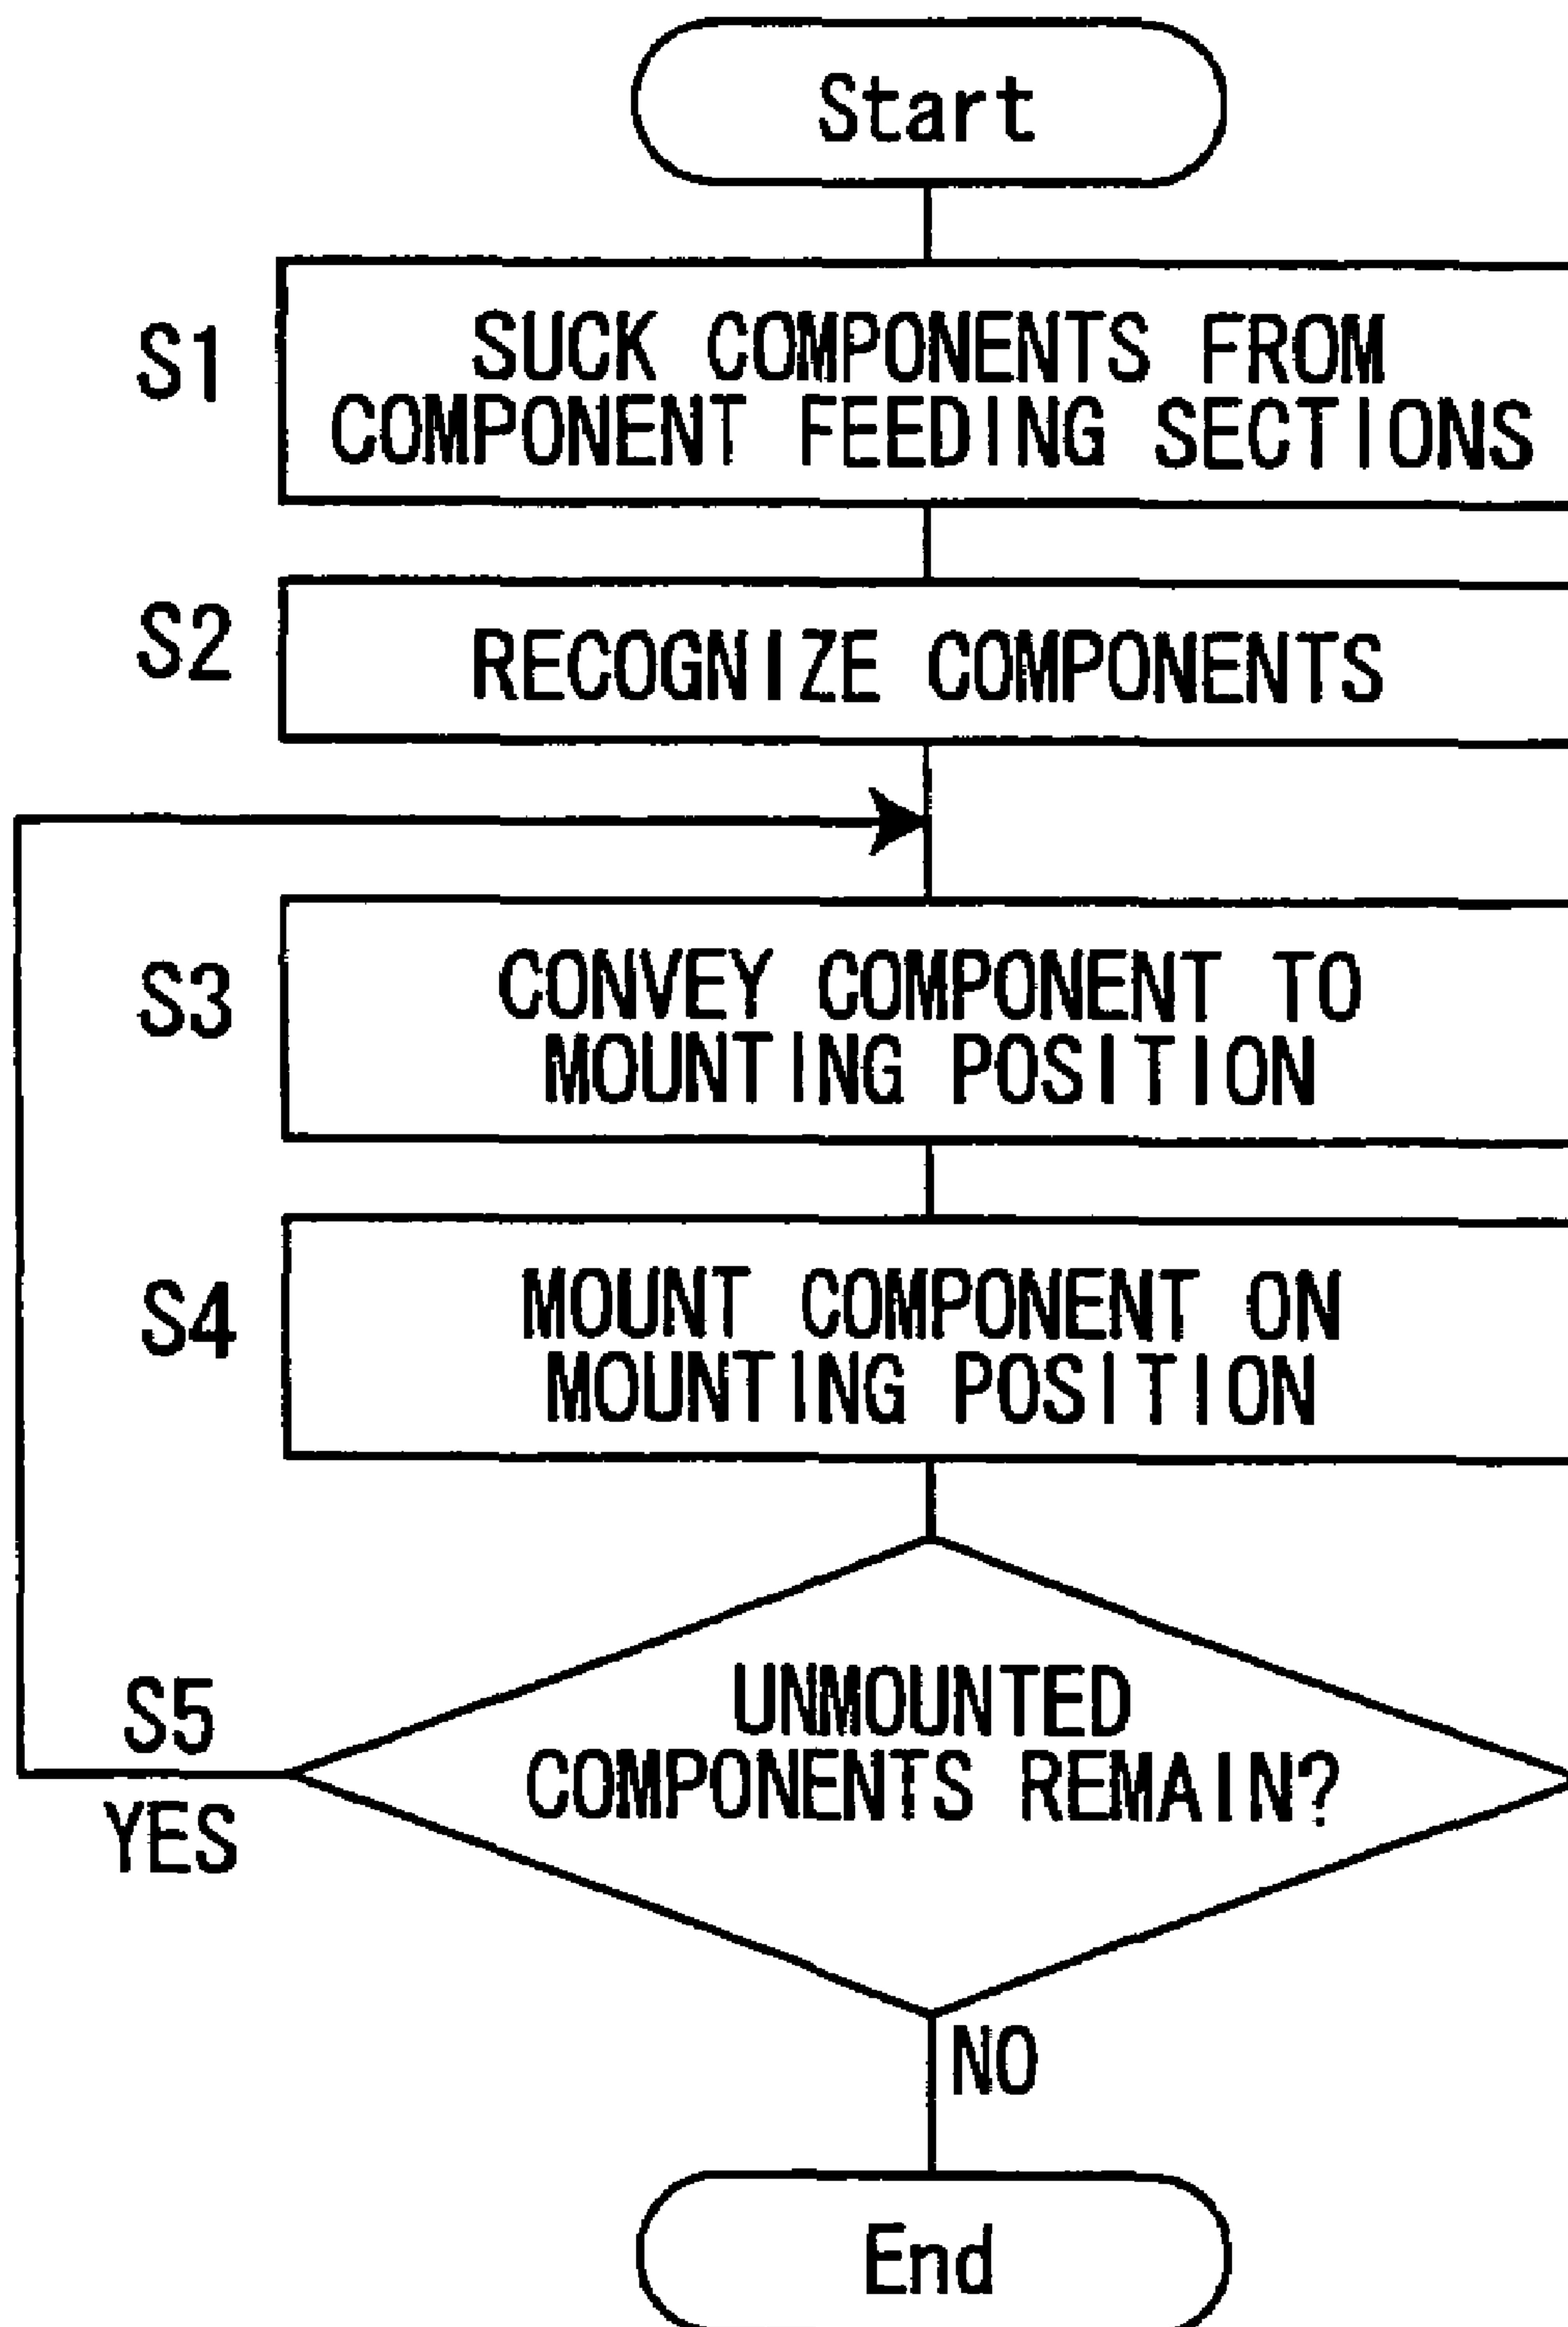 Start
S1
SUCK COMPONENTS FROM
COMPONENT FEEDING SECTIONS
S2
RECOGNIZE COMPONENTS
S3
CONVEY COMPONENT TO
MOUNTING POSITION
S4
MOUNT COMPONENT ON
MOUNTING POSITION
S5
UNMOUNTED
COMPONENTS REMAIN?
YES
NO
End